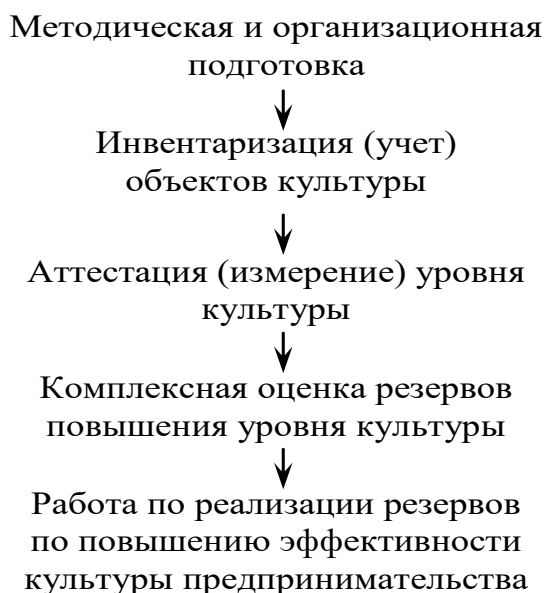 Методическая и организационная
подготовка
Инвентаризация (учет)
объектов культуры
Аттестация (измерение) уровня
культуры
Комплексная оценка резервов
повышения уровня культуры
Работа по реализации резервов
по повышению эффективности
культуры предпринимательства